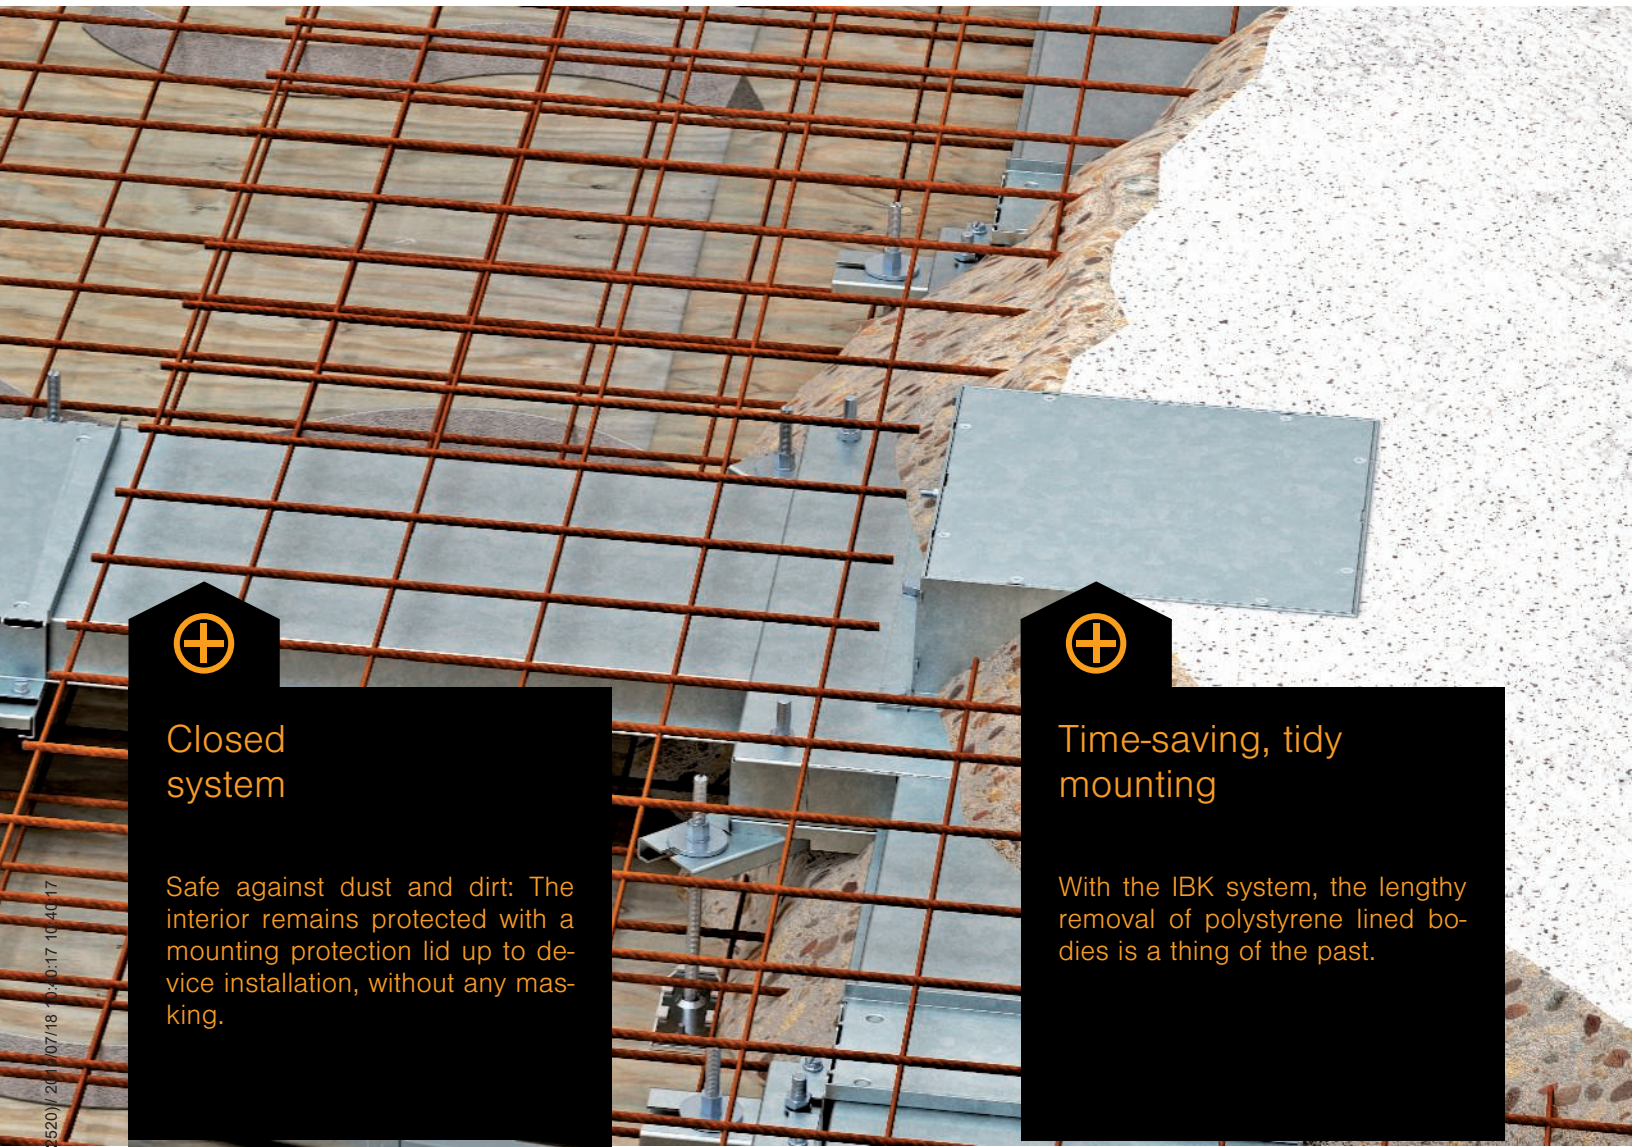 Closed
system
Safe against dust and dirt: The
interior remains protected with a
mounting protection lid up to de-
vice installation, without any mas-
king.
Time-saving, tidy
mounting
With the IBK system, the lengthy
removal of polystyrene lined bo-
dies is a thing of the past.
2520)/